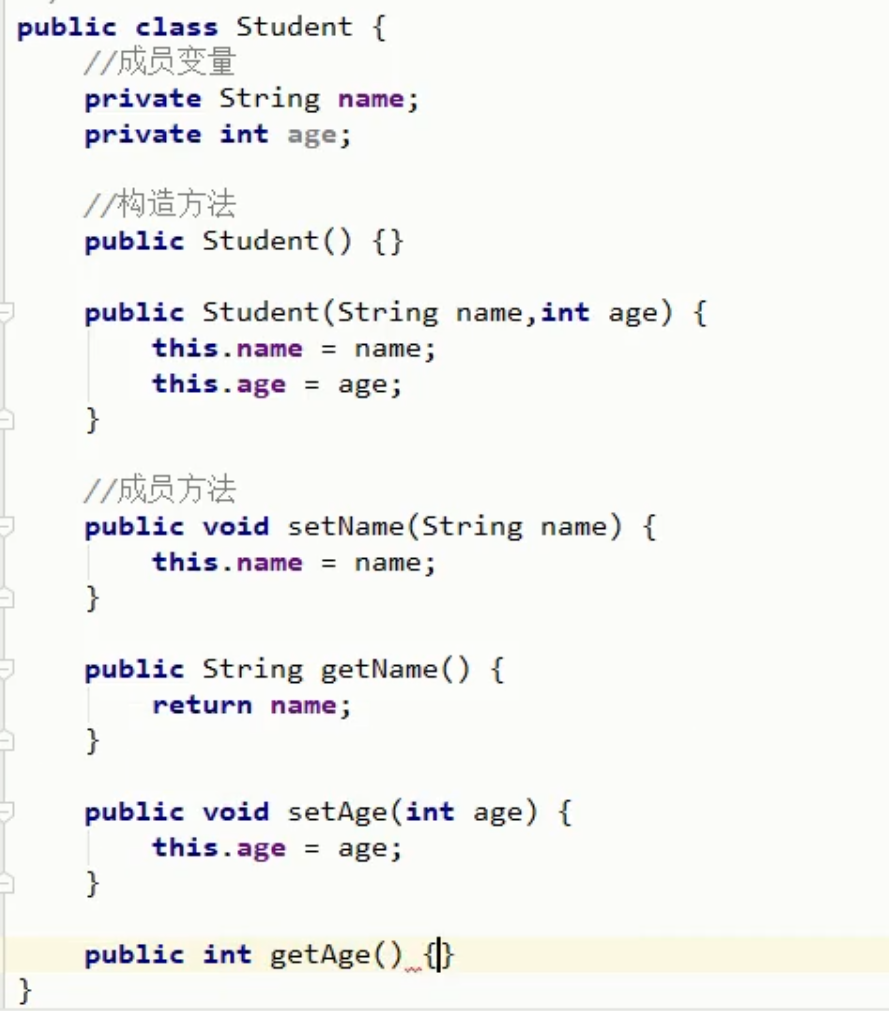 public class Student {
//成员变量
private String name;
private int age;
//构造方法
public Student() {}
public Student(String name,int age) {
this.name = name;
this.age = age;
}
//成员方法
public void setName(String name) {
this.name = name;
}
public String getName() {
return name;
}
public void setAge(int age) {
this.age = age;
}
public int getAge() {}
}